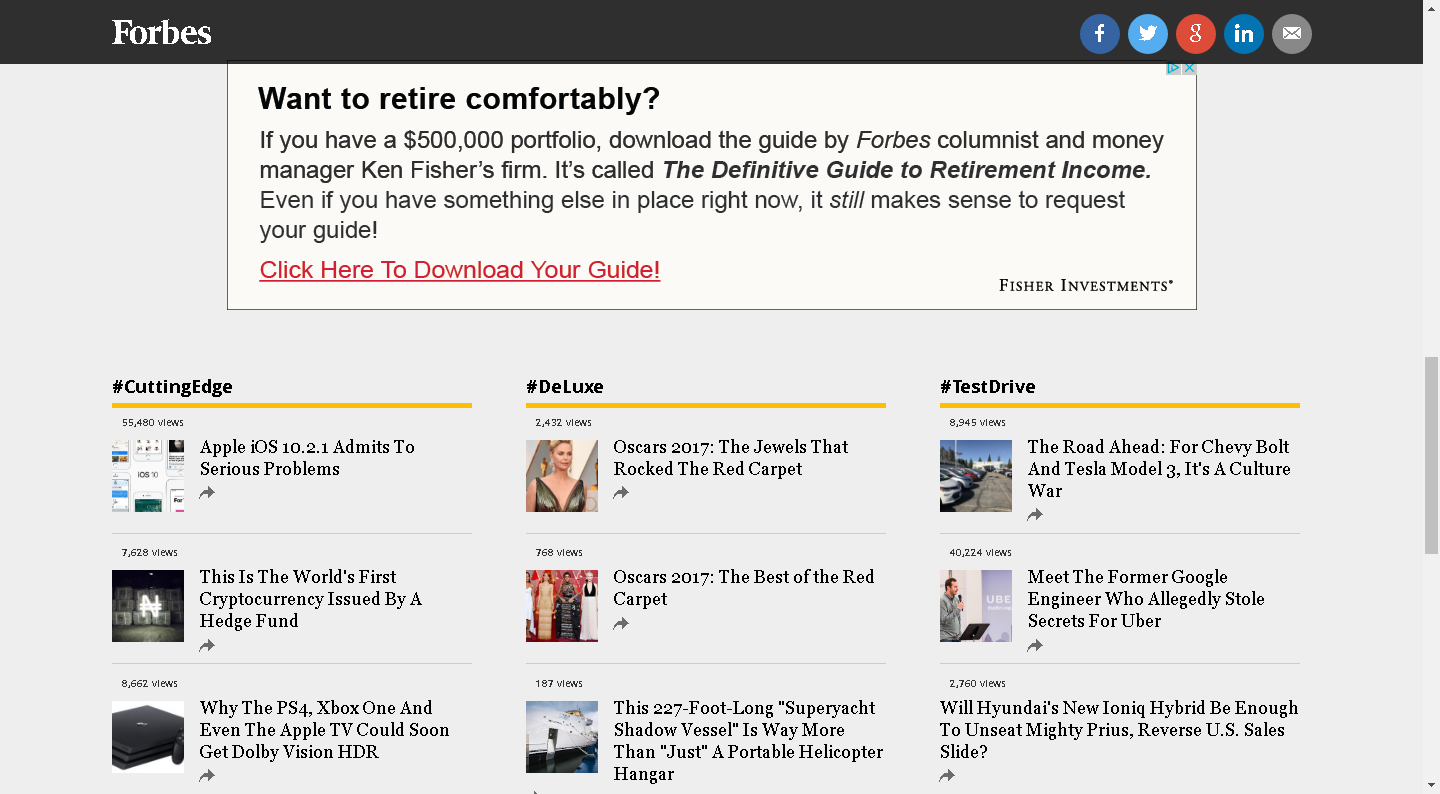 Forbes
Want to retire comfortably?
If you have a $500,000 portfolio, download the guide by Forbes columnist and money
manager Ken Fisher's firm. It's called The Definitive Guide to Retirement Income.
Even if you have something else in place right now, it still makes sense to request
your guide!
Click Here To Download Your Guide!
FISHER INVESTMENTS®
#CuttingEdge
55,480 views
Apple iOS 10.2.1 Admits To
Serious Problems
iOS 10
7,628 views
This Is The World's First
Cryptocurrency Issued By A
Hedge Fund
8,662 views
Why The PS4, Xbox One And
Even The Apple TV Could Soon
Get Dolby Vision HDR
#DeLuxe
2,432 views
Oscars 2017: The Jewels That
Rocked The Red Carpet
768 views
Oscars 2017: The Best of the Red
Carpet
187 views
This 227-Foot-Long "Superyacht
Shadow Vessel" Is Way More
Than "Just" A Portable Helicopter
Hangar
#TestDrive
8,945 views
The Road Ahead: For Chevy Bolt
And Tesla Model 3, It's A Culture
War
40,224 views
Meet The Former Google
Engineer Who Allegedly Stole
Secrets For Uber
UBE
2,760 views
Will Hyundai's New Ioniq Hybrid Be Enough
To Unseat Mighty Prius, Reverse U.S. Sales
Slide?